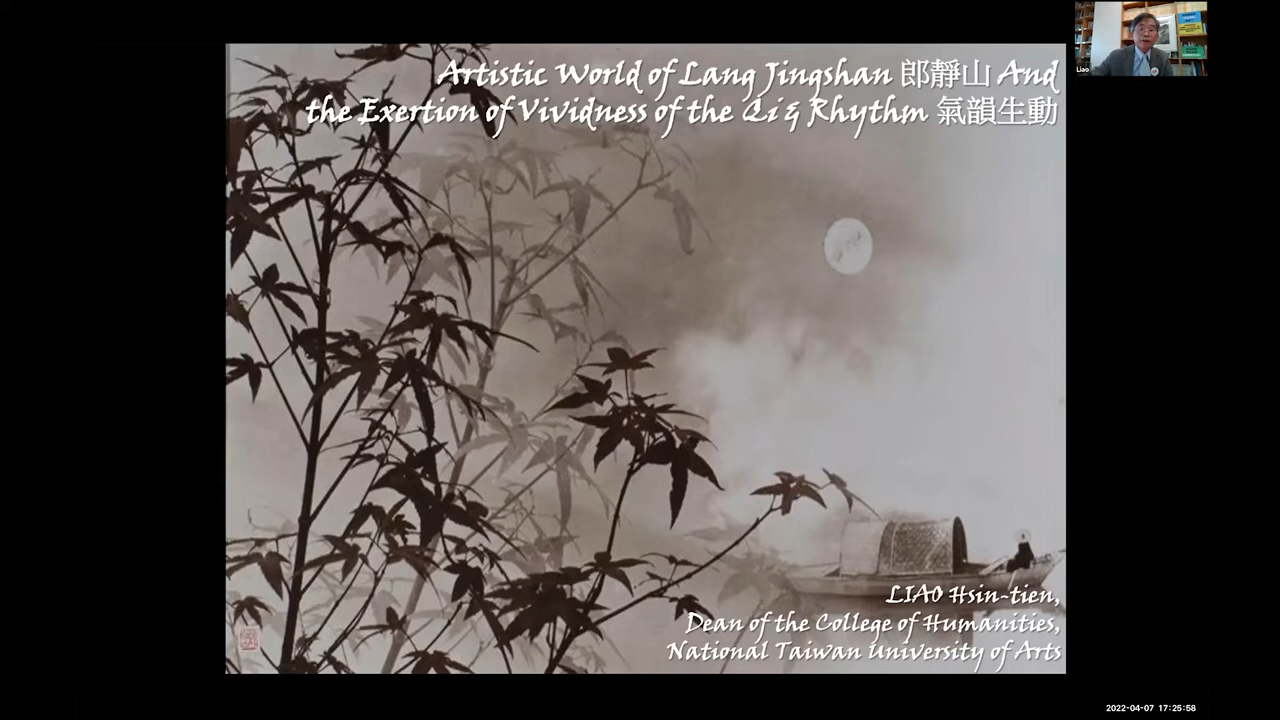 Liao
Artistic World of Lang Jingshan 郎靜山 And
the Exertion of Vividness of the Qi & Rhythm 氣韻生動
LIAO Hsin-tien,
Dean of the College of Humanities,
National Taiwan University of Arts
2022-04-07 17:25:58